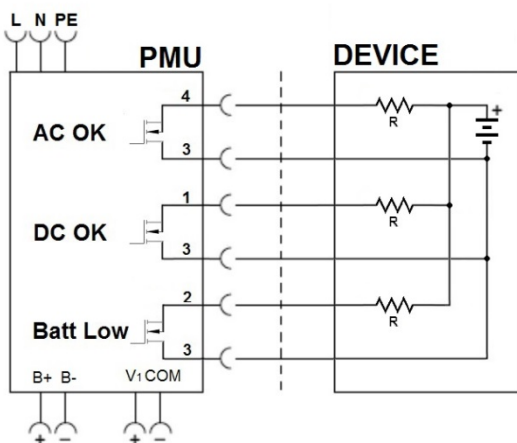 L N PE
PMU
DEVICE
4
R
+
AC OK
3
1
R
DC OK
3
2
R
Batt Low
3
B+ B- V1 COM
+ − + −